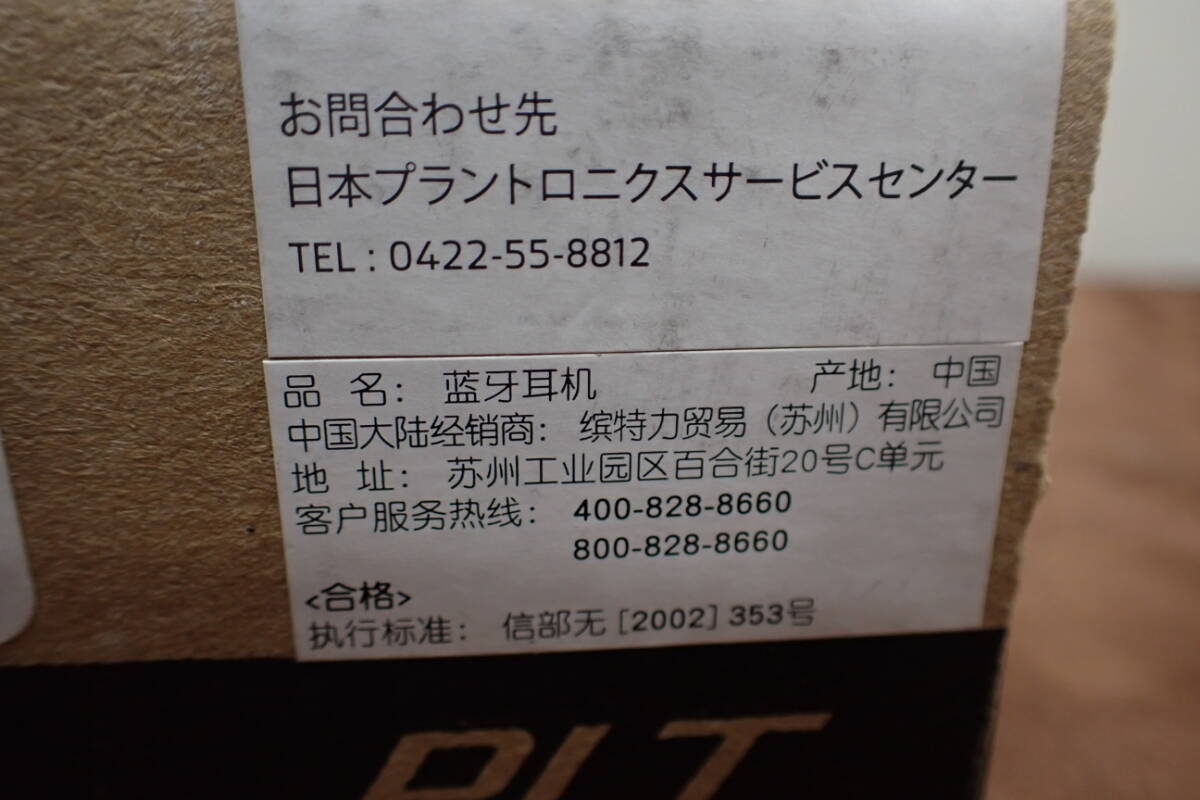 お問合わせ先
日本プラントロニクスサービスセンター
TEL : 0422-55-8812
品 名： 蓝牙耳机 产地： 中国
中国大陆经销商： 缤特力贸易（苏州）有限公司
地 址： 苏州工业园区百合街20号C单元
客户服务热线： 400-828-8660
800-828-8660
<合格>
执行标准： 信部无 [2002] 353号
PLT